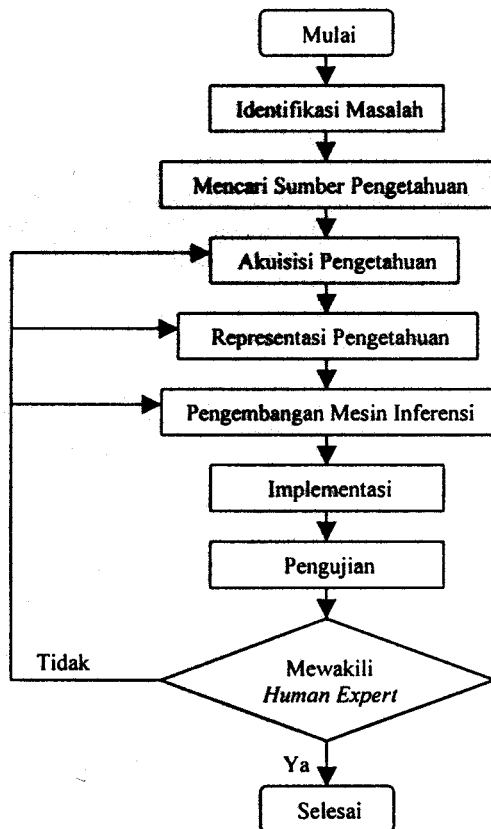 Mulai
Identifikasi Masalah
Mencari Sumber Pengetahuan
Akuisisi Pengetahuan
Representasi Pengetahuan
Pengembangan Mesin Inferensi
Implementasi
Pengujian
Tidak
Mewakili
Human Expert
Ya
Selesai